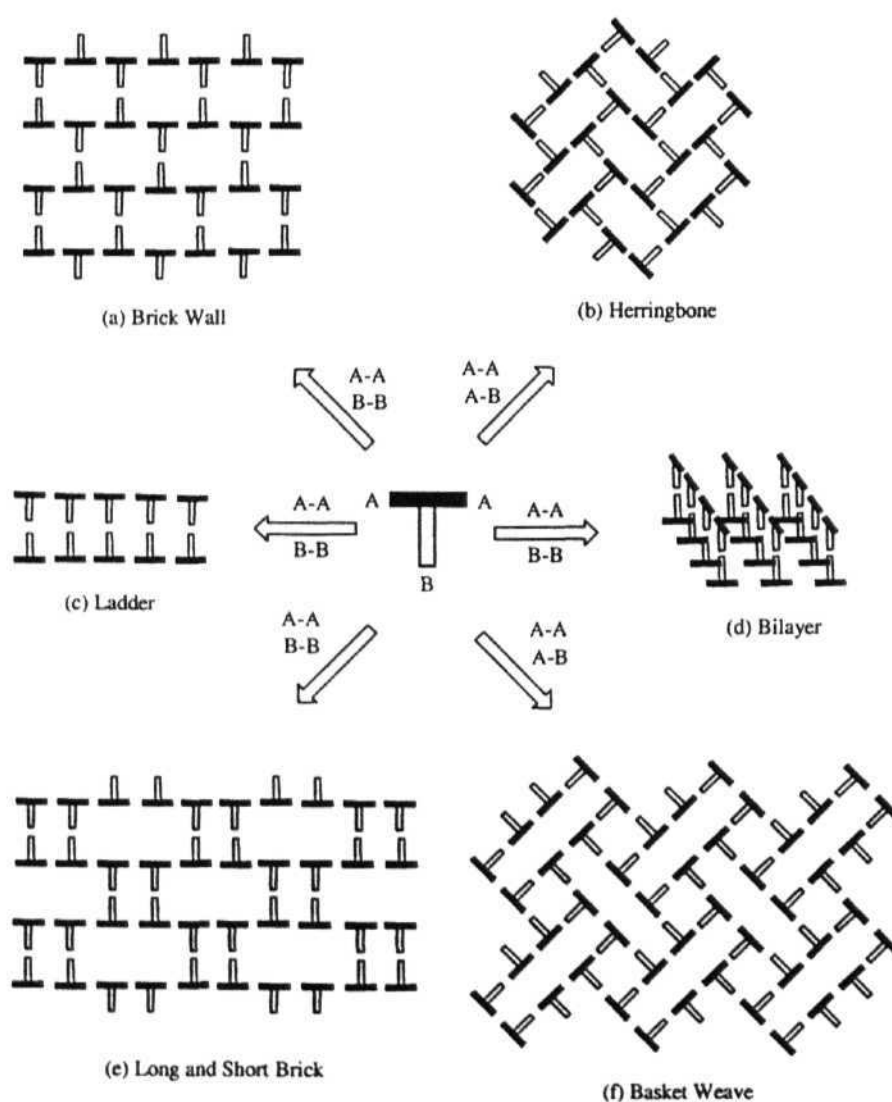 (a) Brick Wall
(b) Herringbone
A-A
B-B
A-A
A-B
A
A
B
A-A
B-B
A-A
B-B
(c) Ladder
(d) Bilayer
A-A
B-B
A-A
A-B
(e) Long and Short Brick
(f) Basket Weave